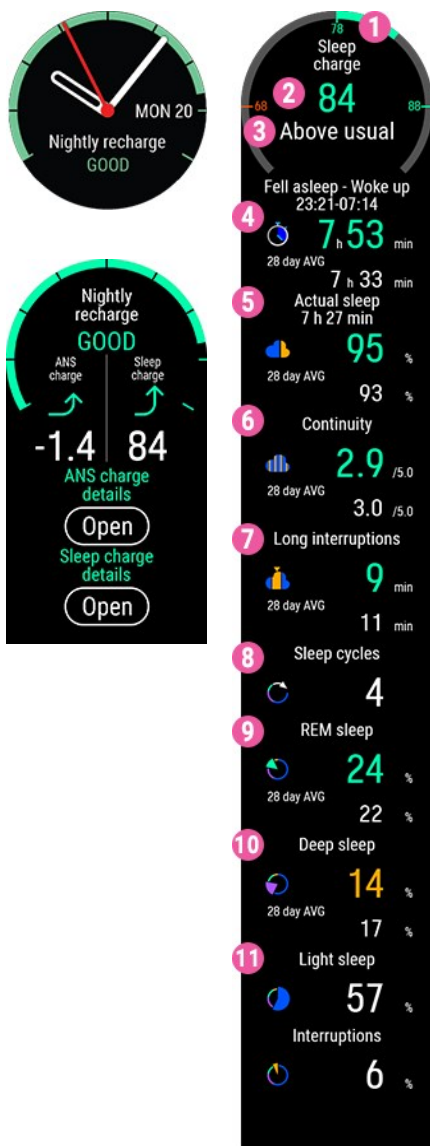 MON 20
Nightly recharge
GOOD
Nightly
recharge
GOOD
ANS
charge
Sleep
charge
-1.4
84
ANS charge
details
Open
Sleep charge
details
Open
1
78
Sleep
charge
2
84
68
88
3
Above usual
Fell asleep - Woke up
23:21-07:14
4
7 h 53 min
28 day AVG
7 h 33 min
5
Actual sleep
7 h 27 min
95 %
28 day AVG
93 %
6
Continuity
2.9 /5.0
28 day AVG
3.0 /5.0
7
Long interruptions
9 min
28 day AVG
11 min
8
Sleep cycles
4
9
REM sleep
24 %
28 day AVG
22 %
10
Deep sleep
14 %
28 day AVG
17 %
11
Light sleep
57 %
Interruptions
6 %